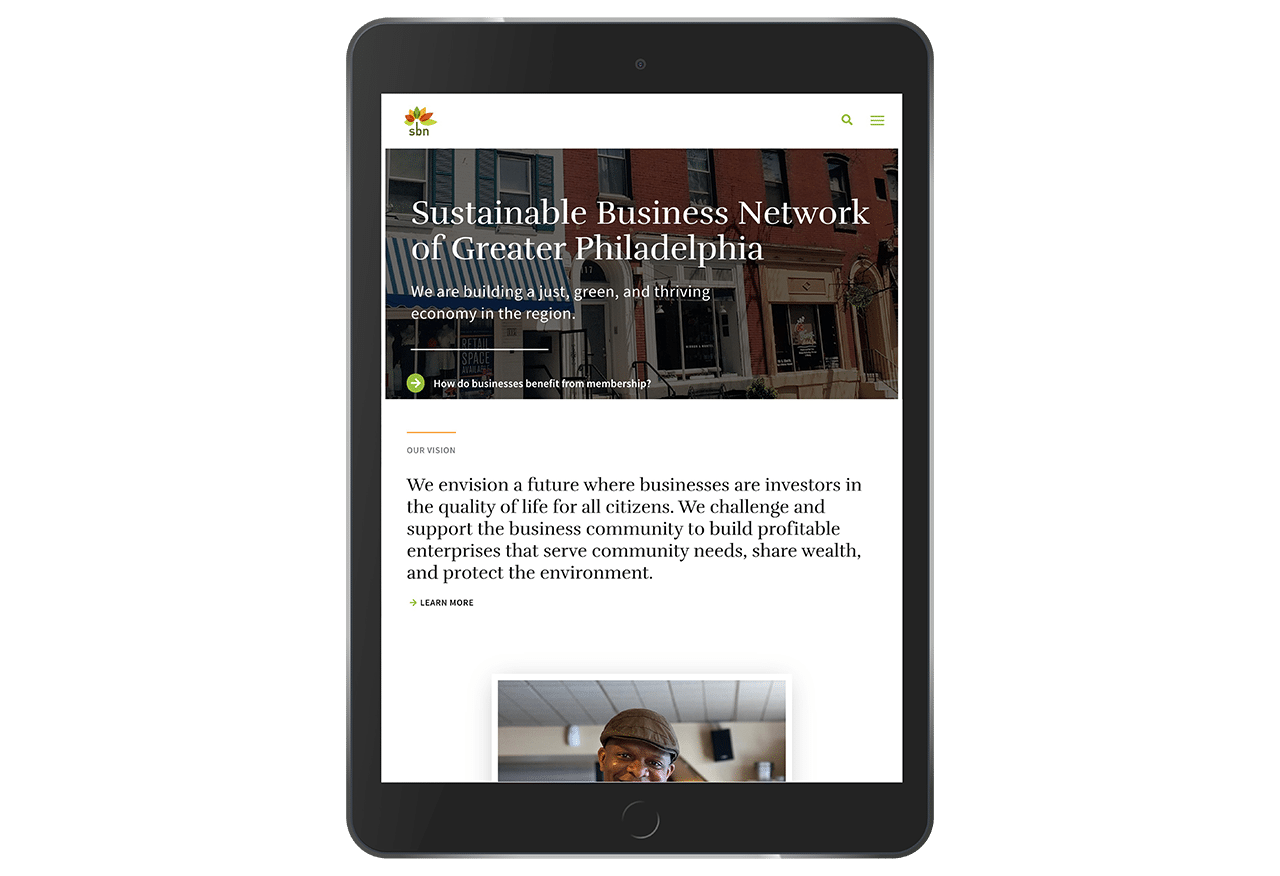 sbn
Sustainable Business Network
of Greater Philadelphia
We are building a just, green, and thriving
economy in the region.
RETAIL
SPACE
How do businesses benefit from membership?
OUR VISION
We envision a future where businesses are investors in
the quality of life for all citizens. We challenge and
support the business community to build profitable
enterprises that serve community needs, share wealth,
and protect the environment.
LEARN MORE